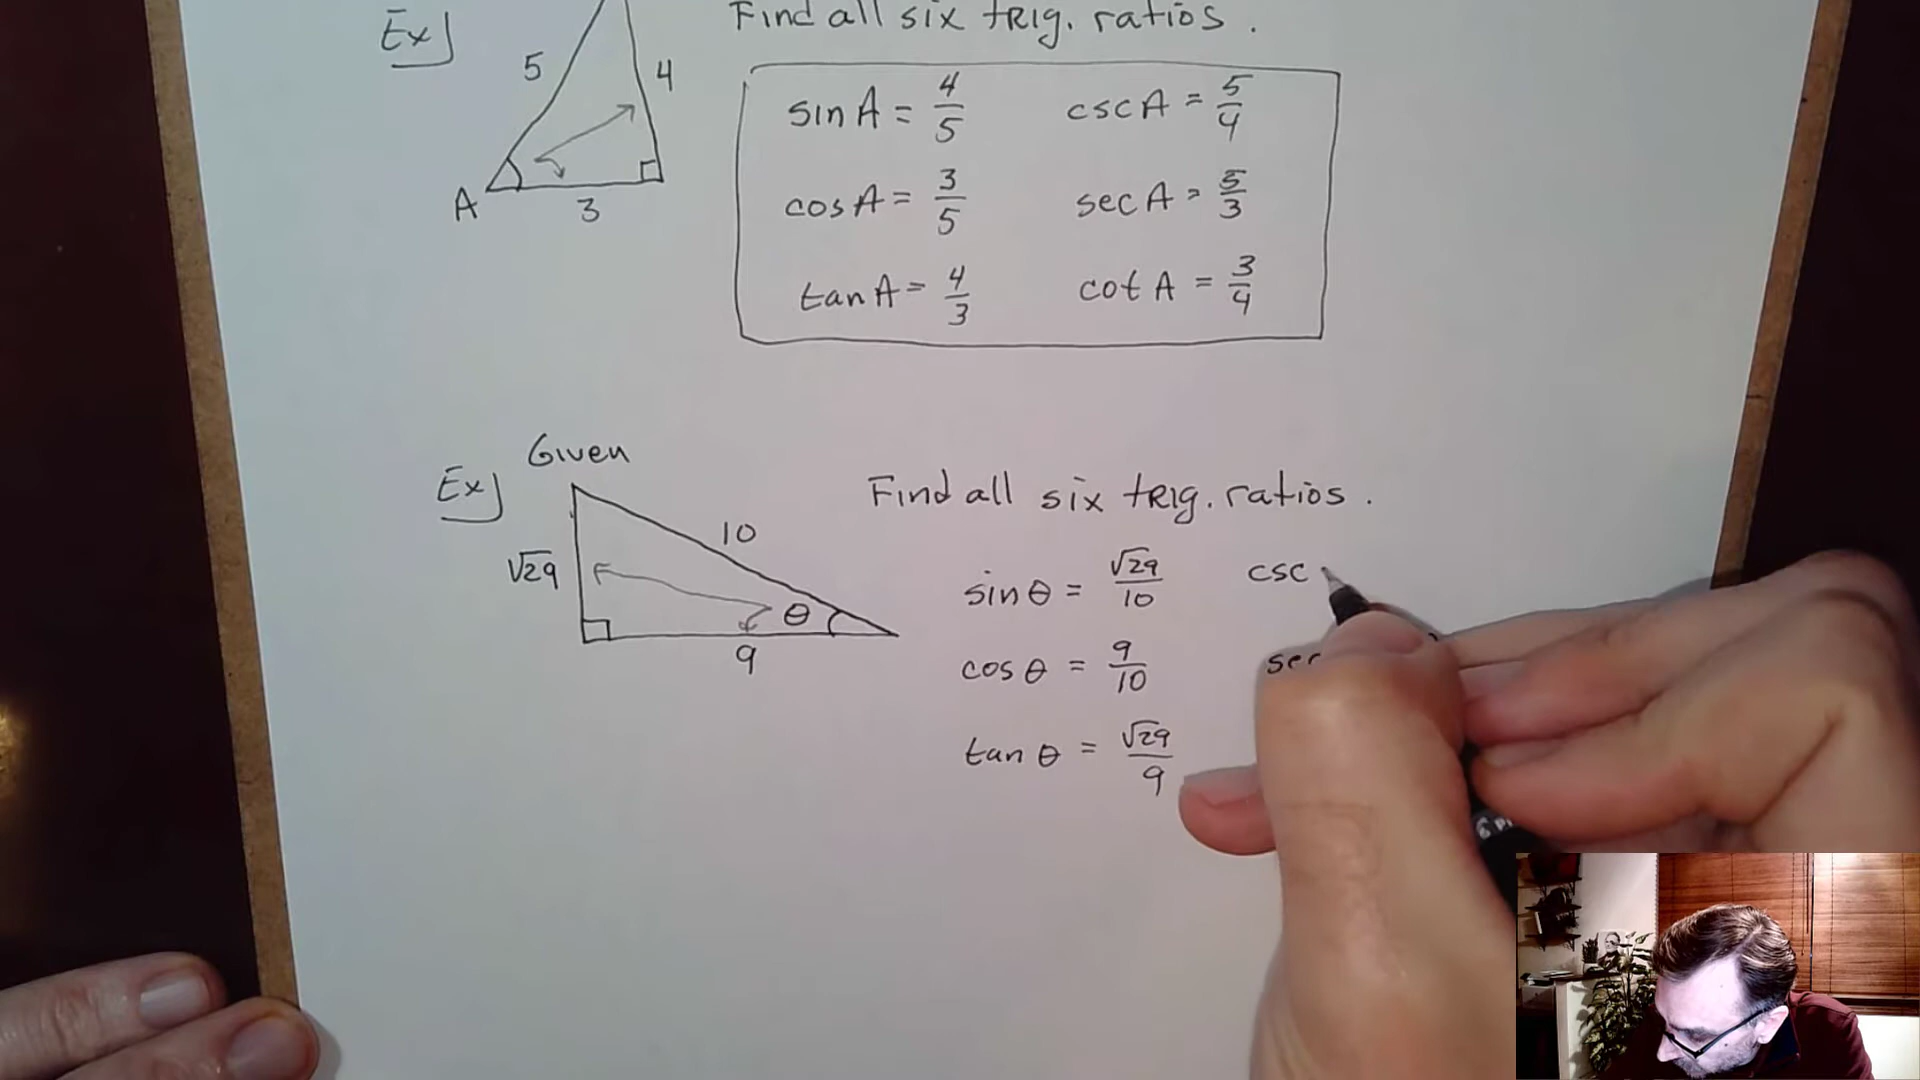 Ex] Find all six trig. ratios.
5 4
A 3
sin A = 4/5 csc A = 5/4
cos A = 3/5 sec A = 5/3
tan A = 4/3 cot A = 3/4
Given
Ex] Find all six trig. ratios.
10
√29
θ
9
sin θ = √29/10 csc
cos θ = 9/10 sec
tan θ = √29/9